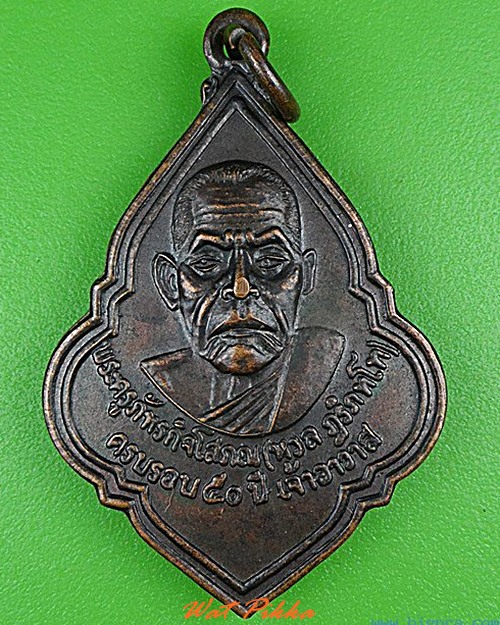 พระครูภัทรกิจโสภณ (หวล ภูริภทฺโท)
ครบรอบ ๕๐ ปี เจ้าอาวาส
Wat Pikka